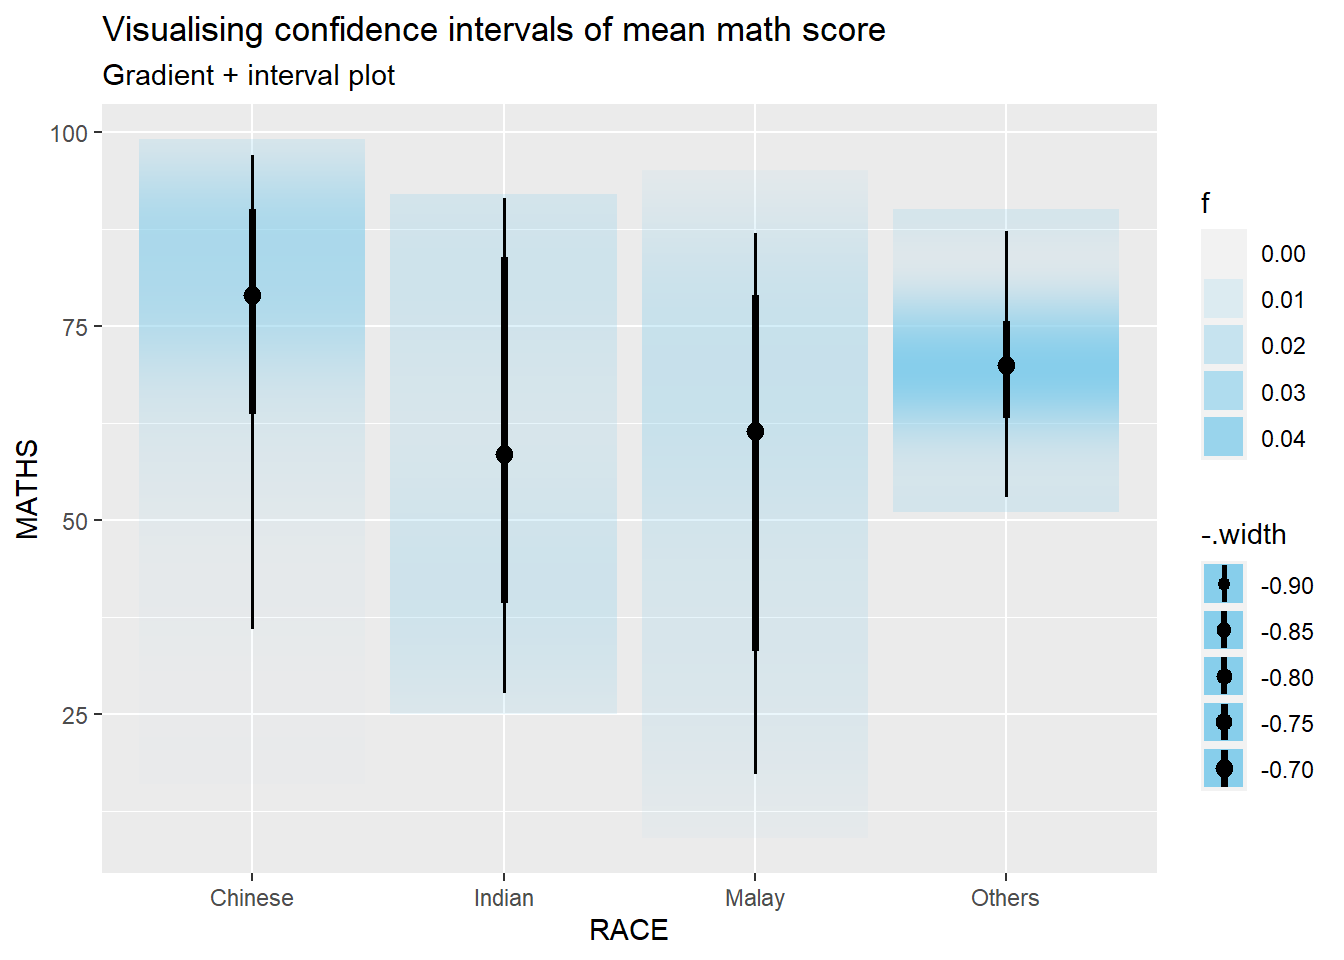 Visualising confidence intervals of mean math score
Gradient + interval plot
100
75
50
25
MATHS
Chinese
Indian
Malay
Others
RACE
f
0.00
0.01
0.02
0.03
0.04
-.width
-0.90
-0.85
-0.80
-0.75
-0.70